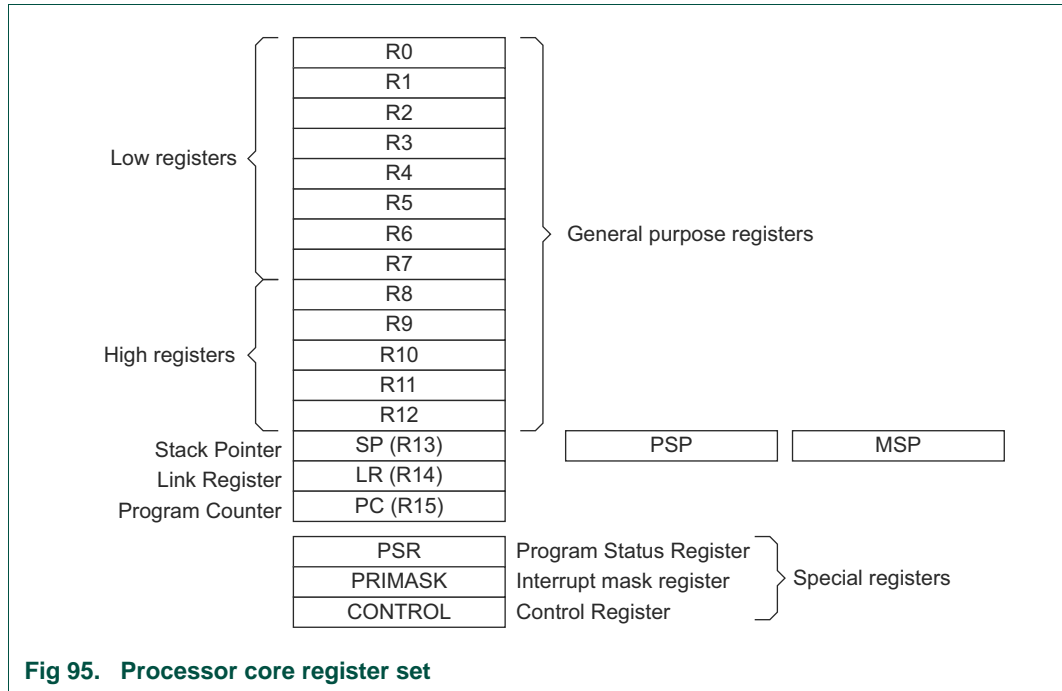 R0
R1
R2
R3
Low registers
R4
R5
R6
General purpose registers
R7
R8
R9
High registers
R10
R11
R12
Stack Pointer SP (R13) PSP MSP
Link Register LR (R14)
Program Counter PC (R15)
PSR Program Status Register
PRIMASK Interrupt mask register Special registers
CONTROL Control Register
Fig 95. Processor core register set